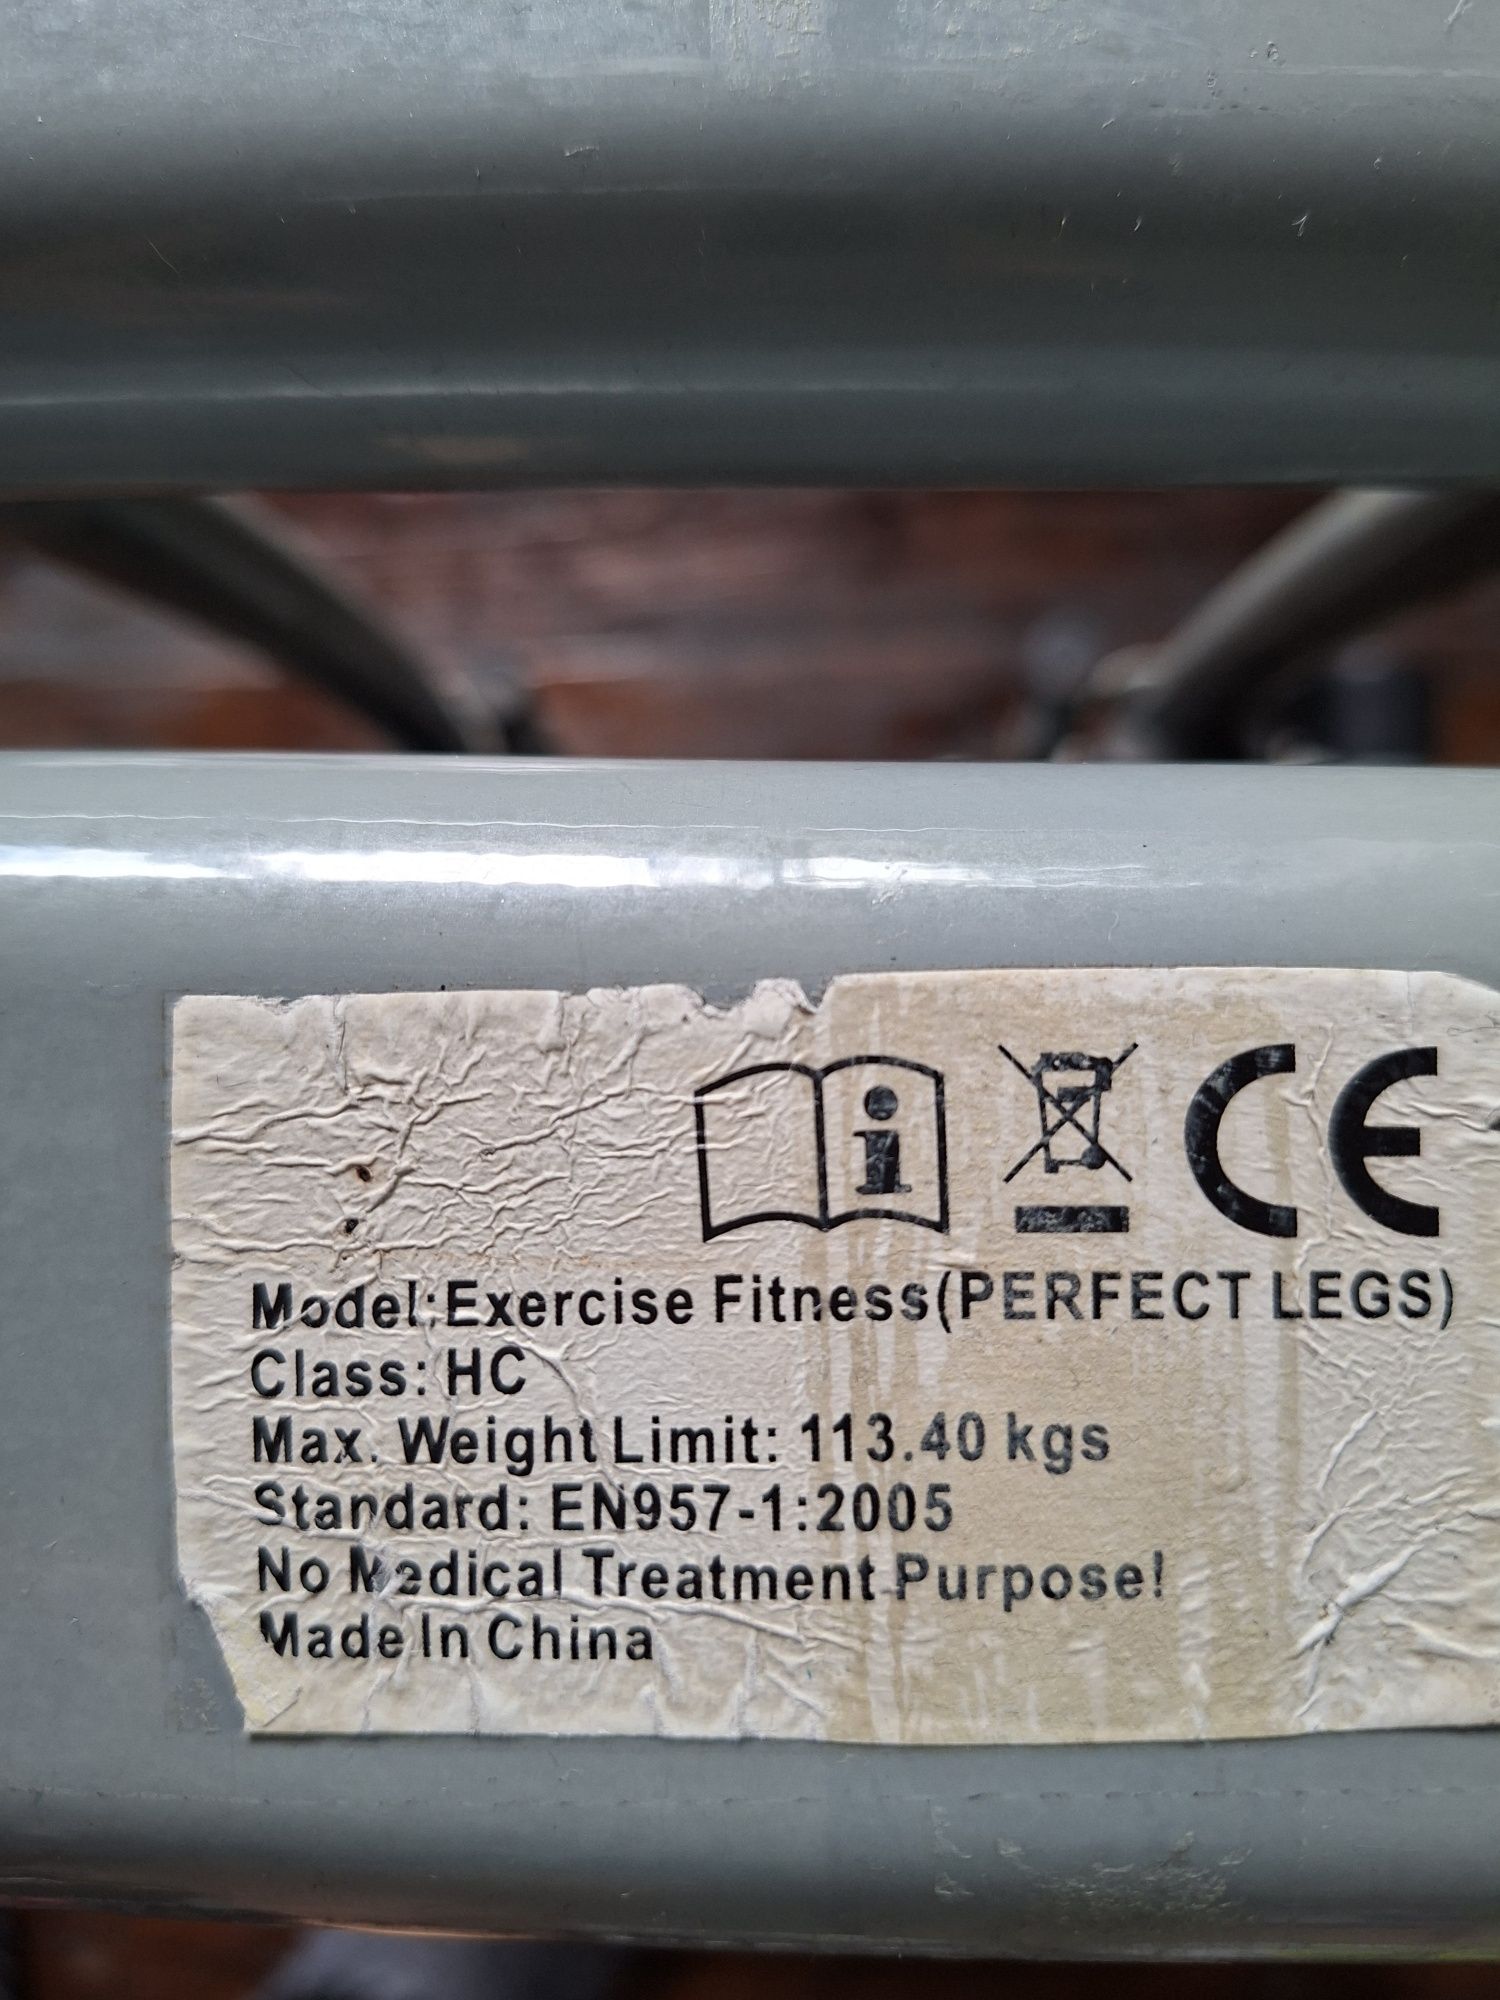 i CE
Model:Exercise Fitness(PERFECT LEGS)
Class: HC
Max. Weight Limit: 113.40 kgs
Standard: EN957-1:2005
No Medical Treatment Purpose!
Made In China